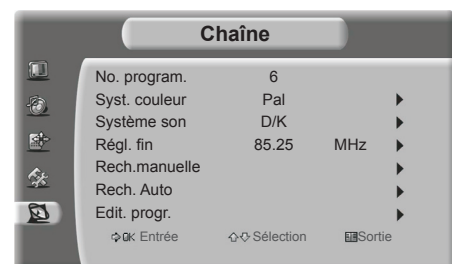 Chaîne
No. program. 6
Syst. couleur Pal
Système son D/K
Régl. fin 85.25 MHz
Rech.manuelle
Rech. Auto
Edit. progr.
OK Entrée Sélection Sortie